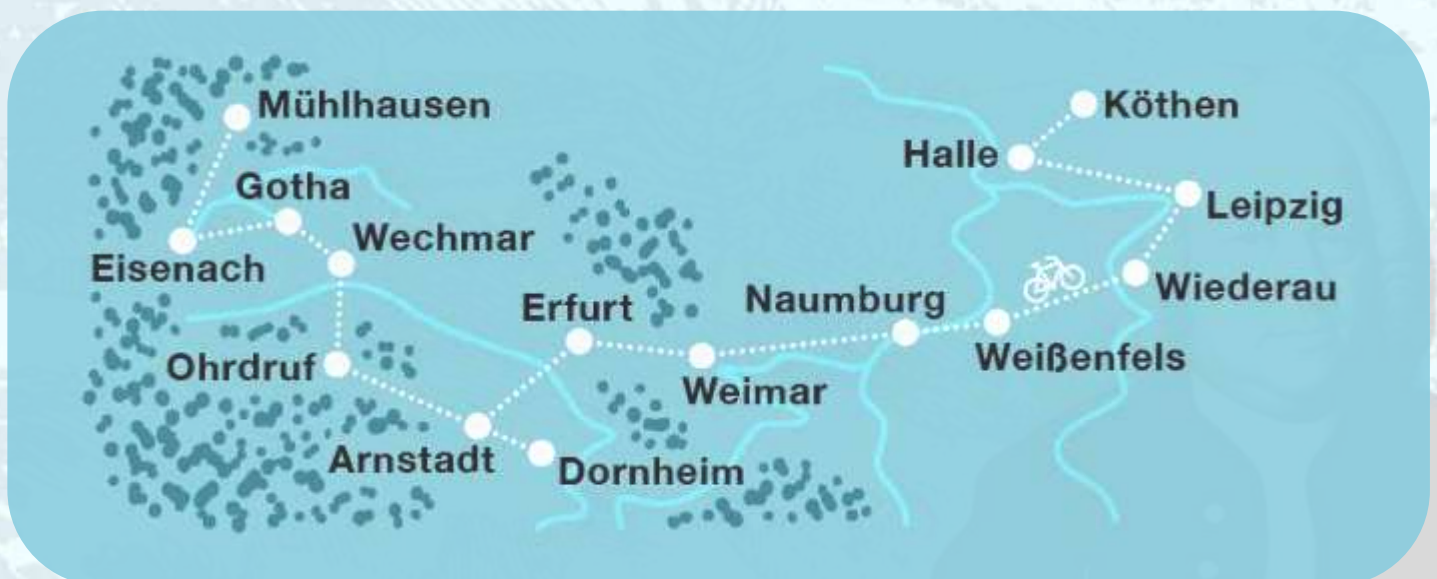 Mühlhausen
Köthen
Halle
Gotha
Leipzig
Wechmar
Eisenach
Wiederau
Naumburg
Erfurt
Weißenfels
Ohrdruf
Weimar
Arnstadt
Dornheim